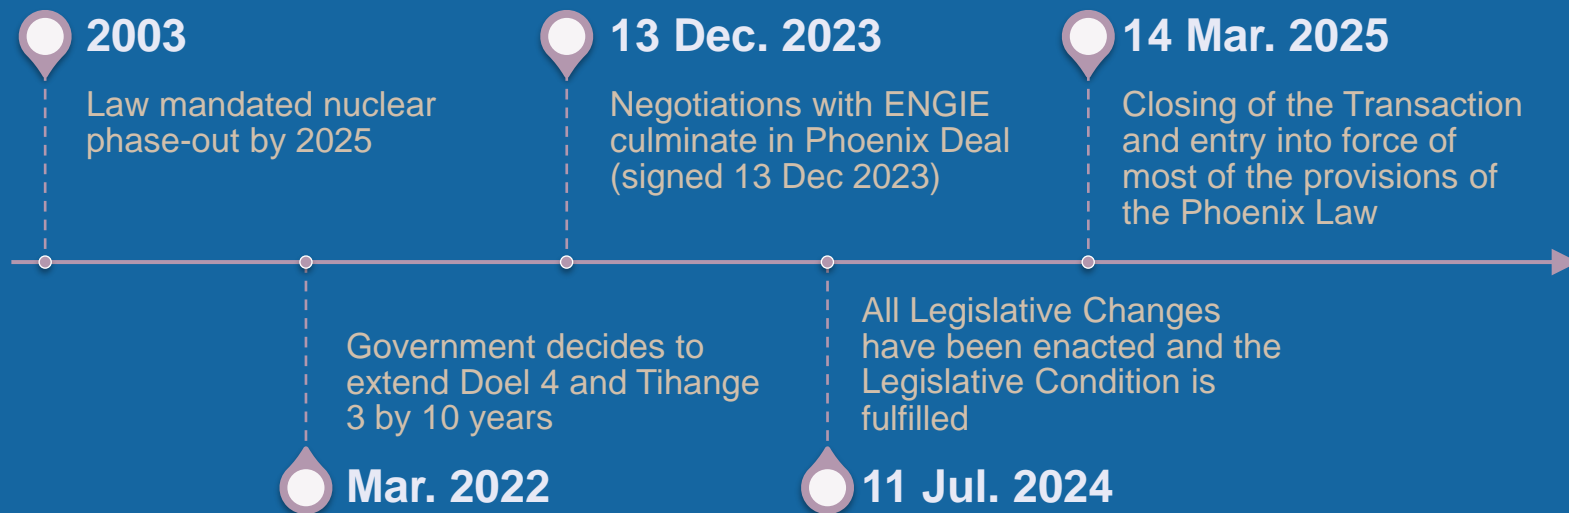 2003
Law mandated nuclear
phase-out by 2025
Mar. 2022
Government decides to
extend Doel 4 and Tihange
3 by 10 years
13 Dec. 2023
Negotiations with ENGIE
culminate in Phoenix Deal
(signed 13 Dec 2023)
11 Jul. 2024
All Legislative Changes
have been enacted and the
Legislative Condition is
fulfilled
14 Mar. 2025
Closing of the Transaction
and entry into force of
most of the provisions of
the Phoenix Law